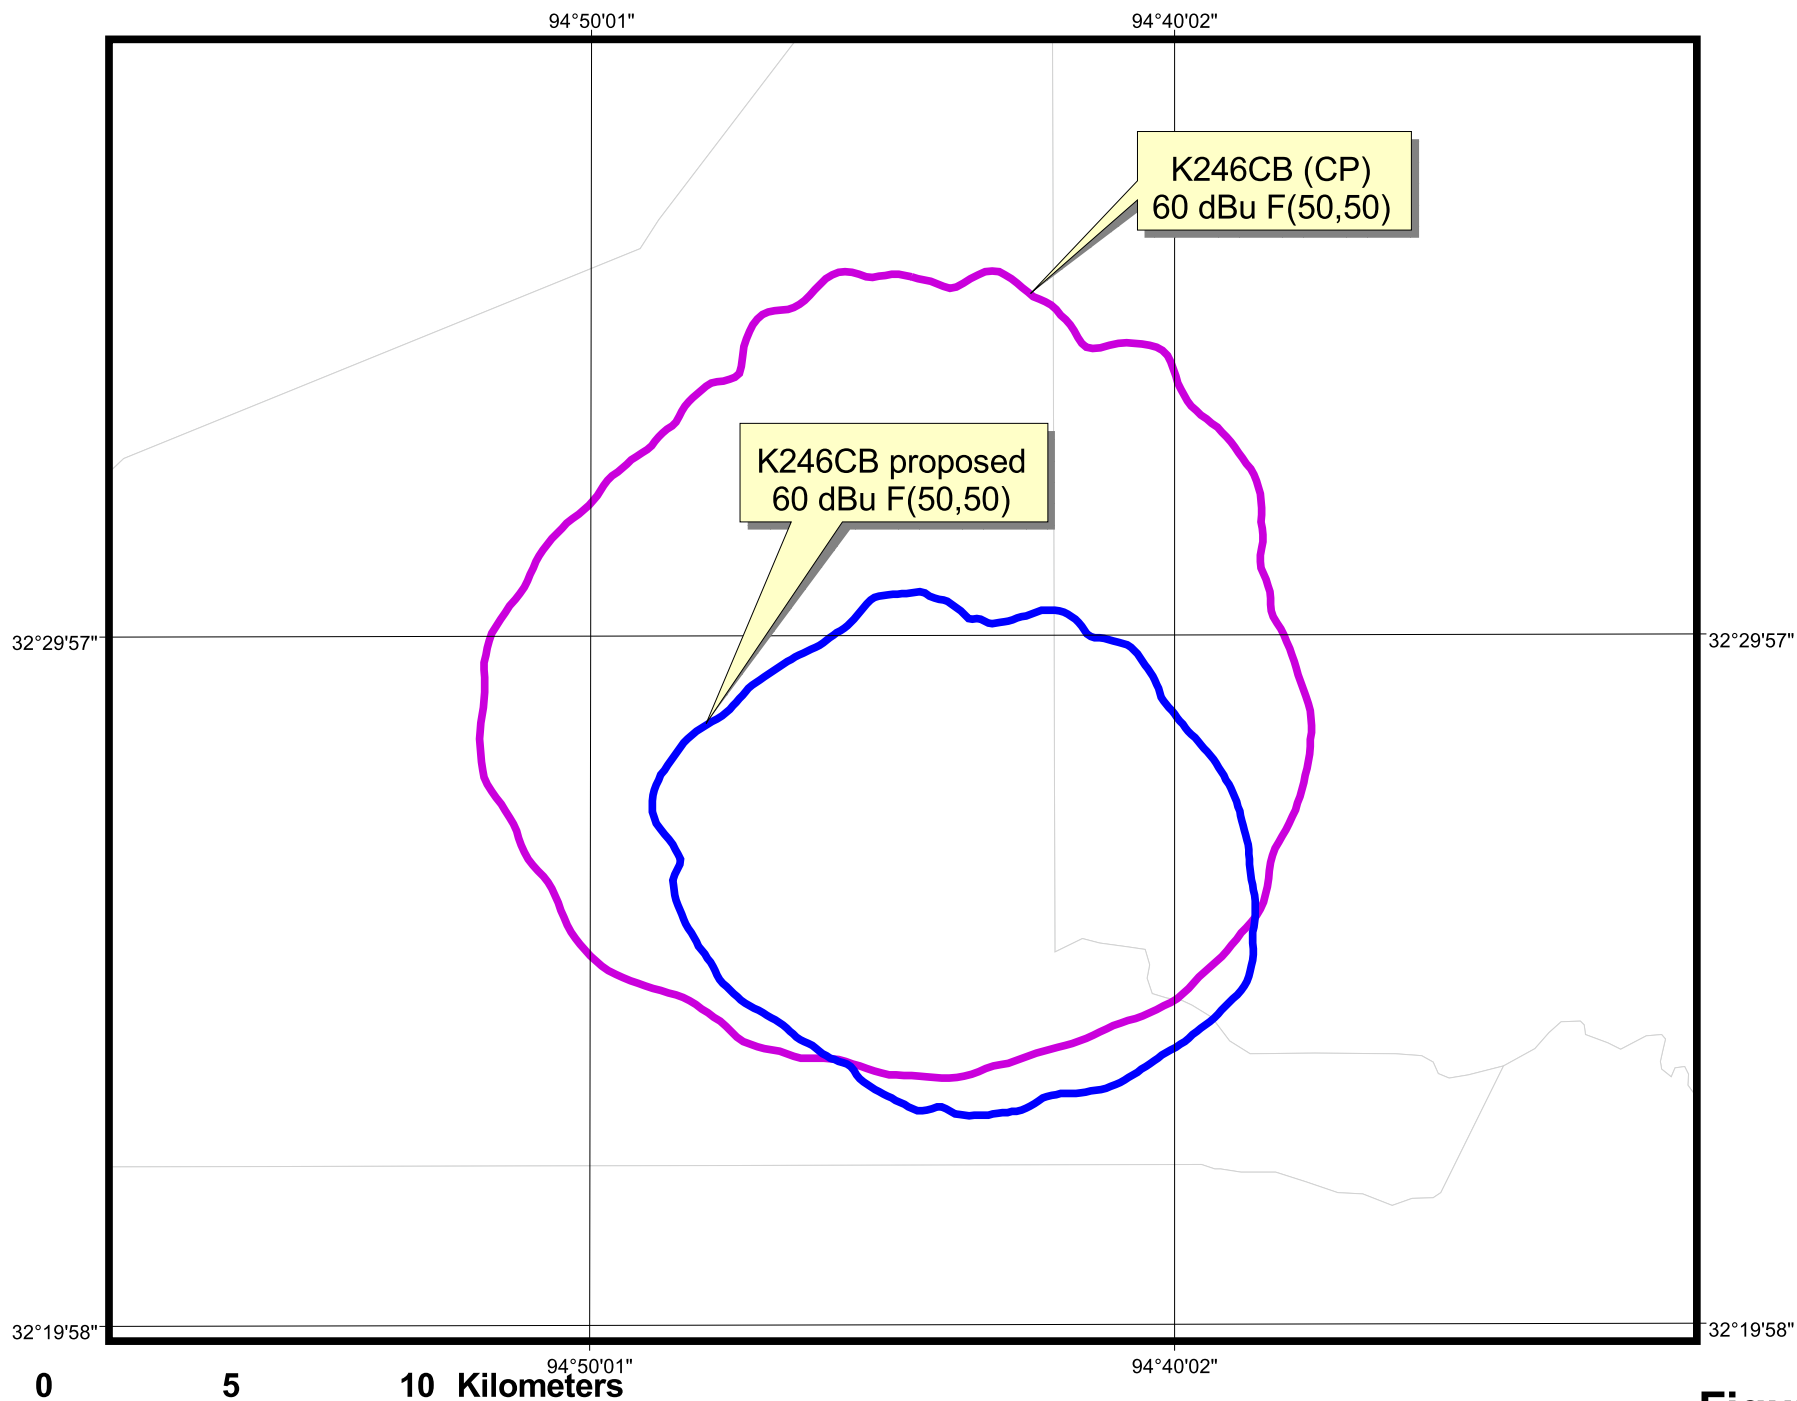 94°50'01" 94°40'02"
K246CB (CP)
60 dBu F(50,50)
K246CB proposed
60 dBu F(50,50)
32°29'57" 32°29'57"
32°19'58" 32°19'58"
94°50'01" 94°40'02"
0 5 10 Kilometers